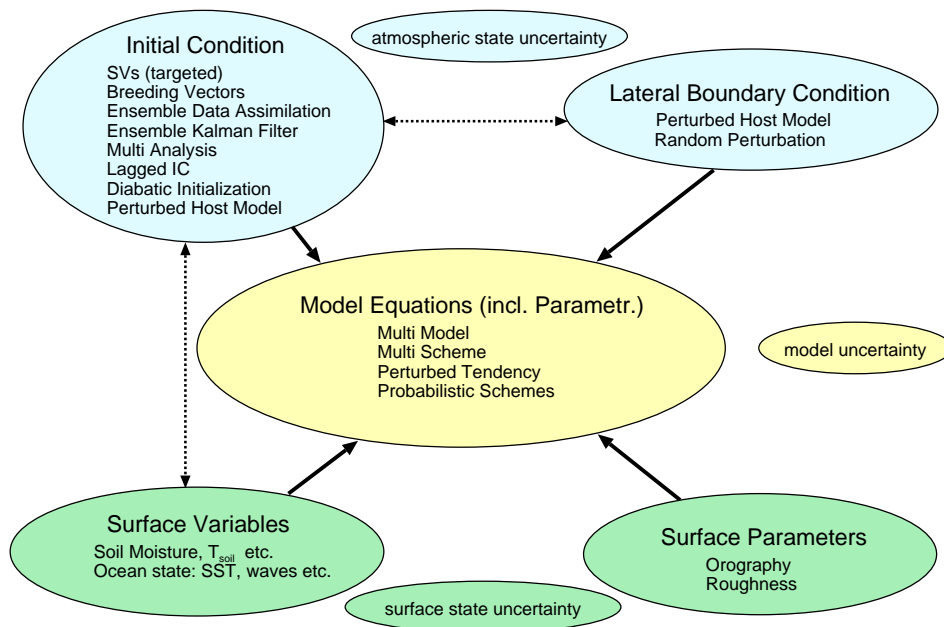 Initial Condition
SVs (targeted)
Breeding Vectors
Ensemble Data Assimilation
Ensemble Kalman Filter
Multi Analysis
Lagged IC
Diabatic Initialization
Perturbed Host Model
atmospheric state uncertainty
Lateral Boundary Condition
Perturbed Host Model
Random Perturbation
Model Equations (incl. Parametr.)
Multi Model
Multi Scheme
Perturbed Tendency
Probabilistic Schemes
model uncertainty
Surface Variables
Soil Moisture, Tsoil etc.
Ocean state: SST, waves etc.
surface state uncertainty
Surface Parameters
Orography
Roughness